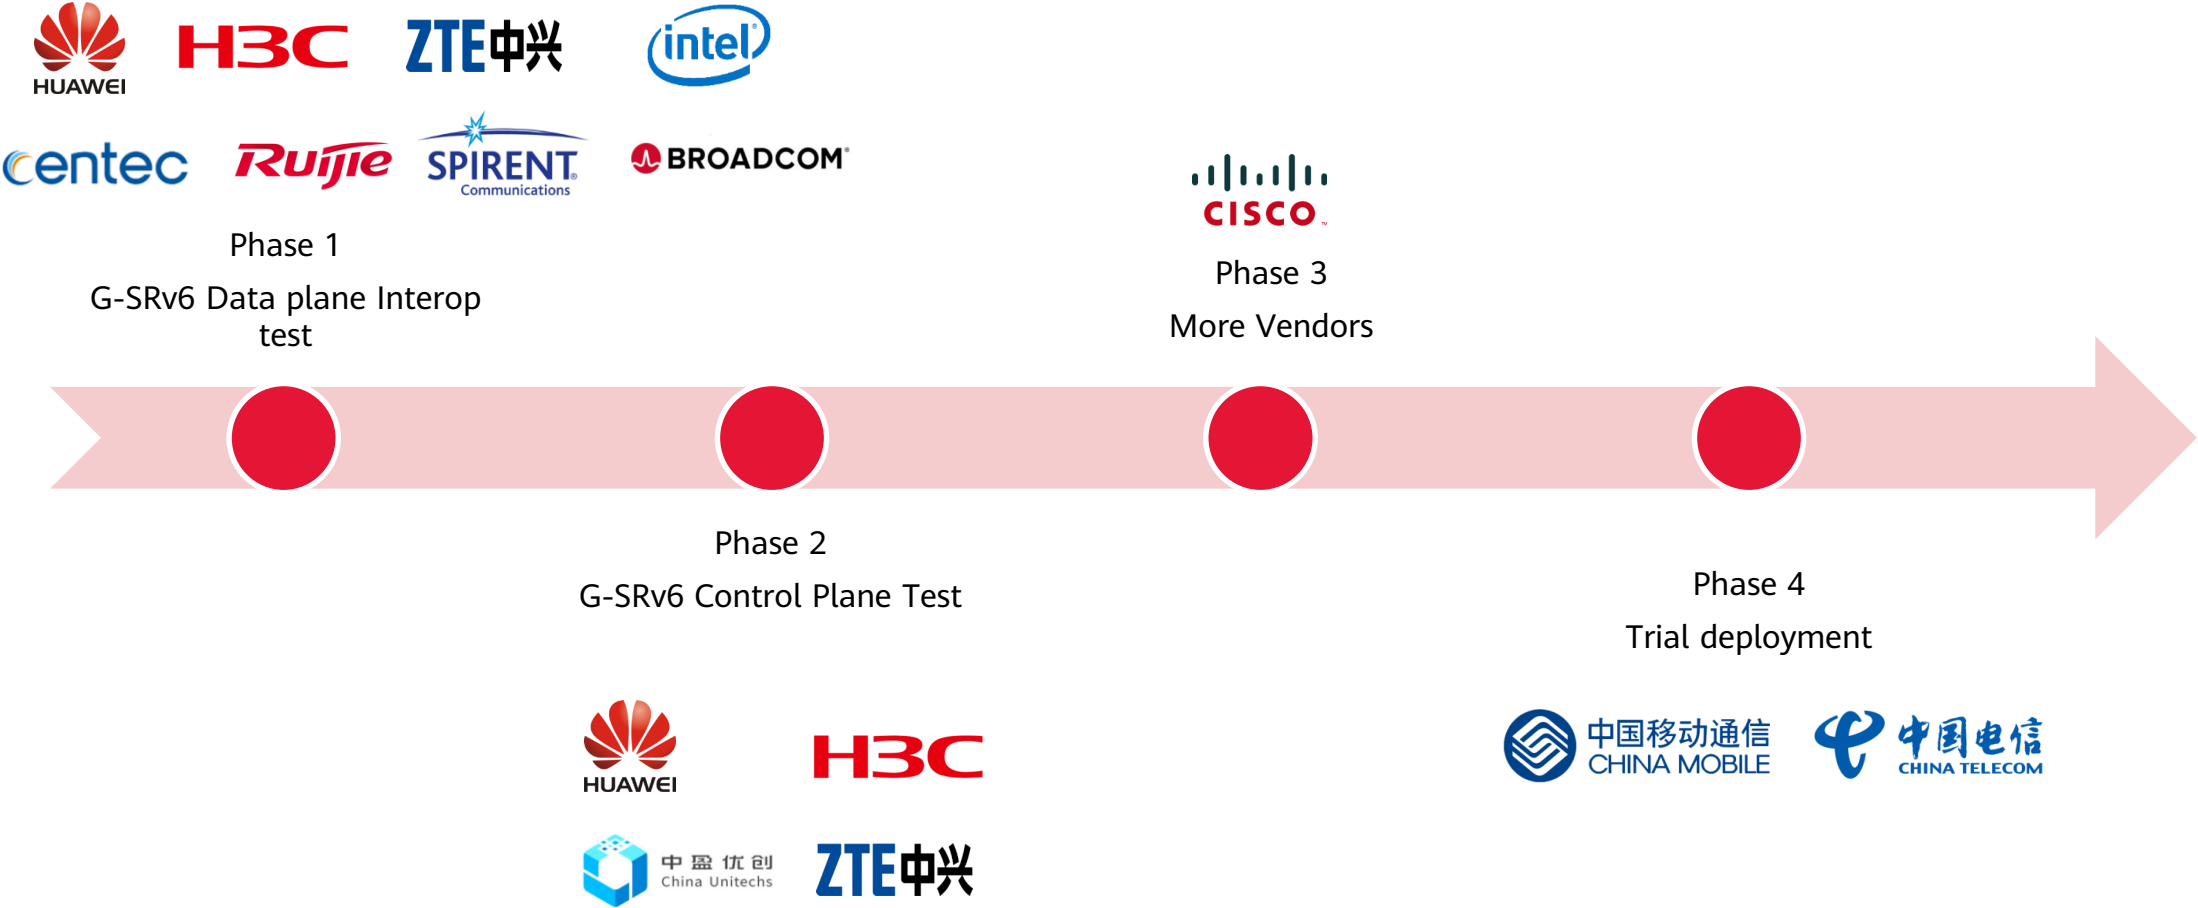 HUAWEI
H3C
ZTE中兴
intel
centec
Ruijie
SPIRENT
Communications
BROADCOM
Phase 1
G-SRv6 Data plane Interop
test
CISCO
Phase 3
More Vendors
Phase 2
G-SRv6 Control Plane Test
HUAWEI
H3C
中盈优创
China Unitechs
ZTE中兴
Phase 4
Trial deployment
中国移动通信
CHINA MOBILE
中国电信
CHINA TELECOM